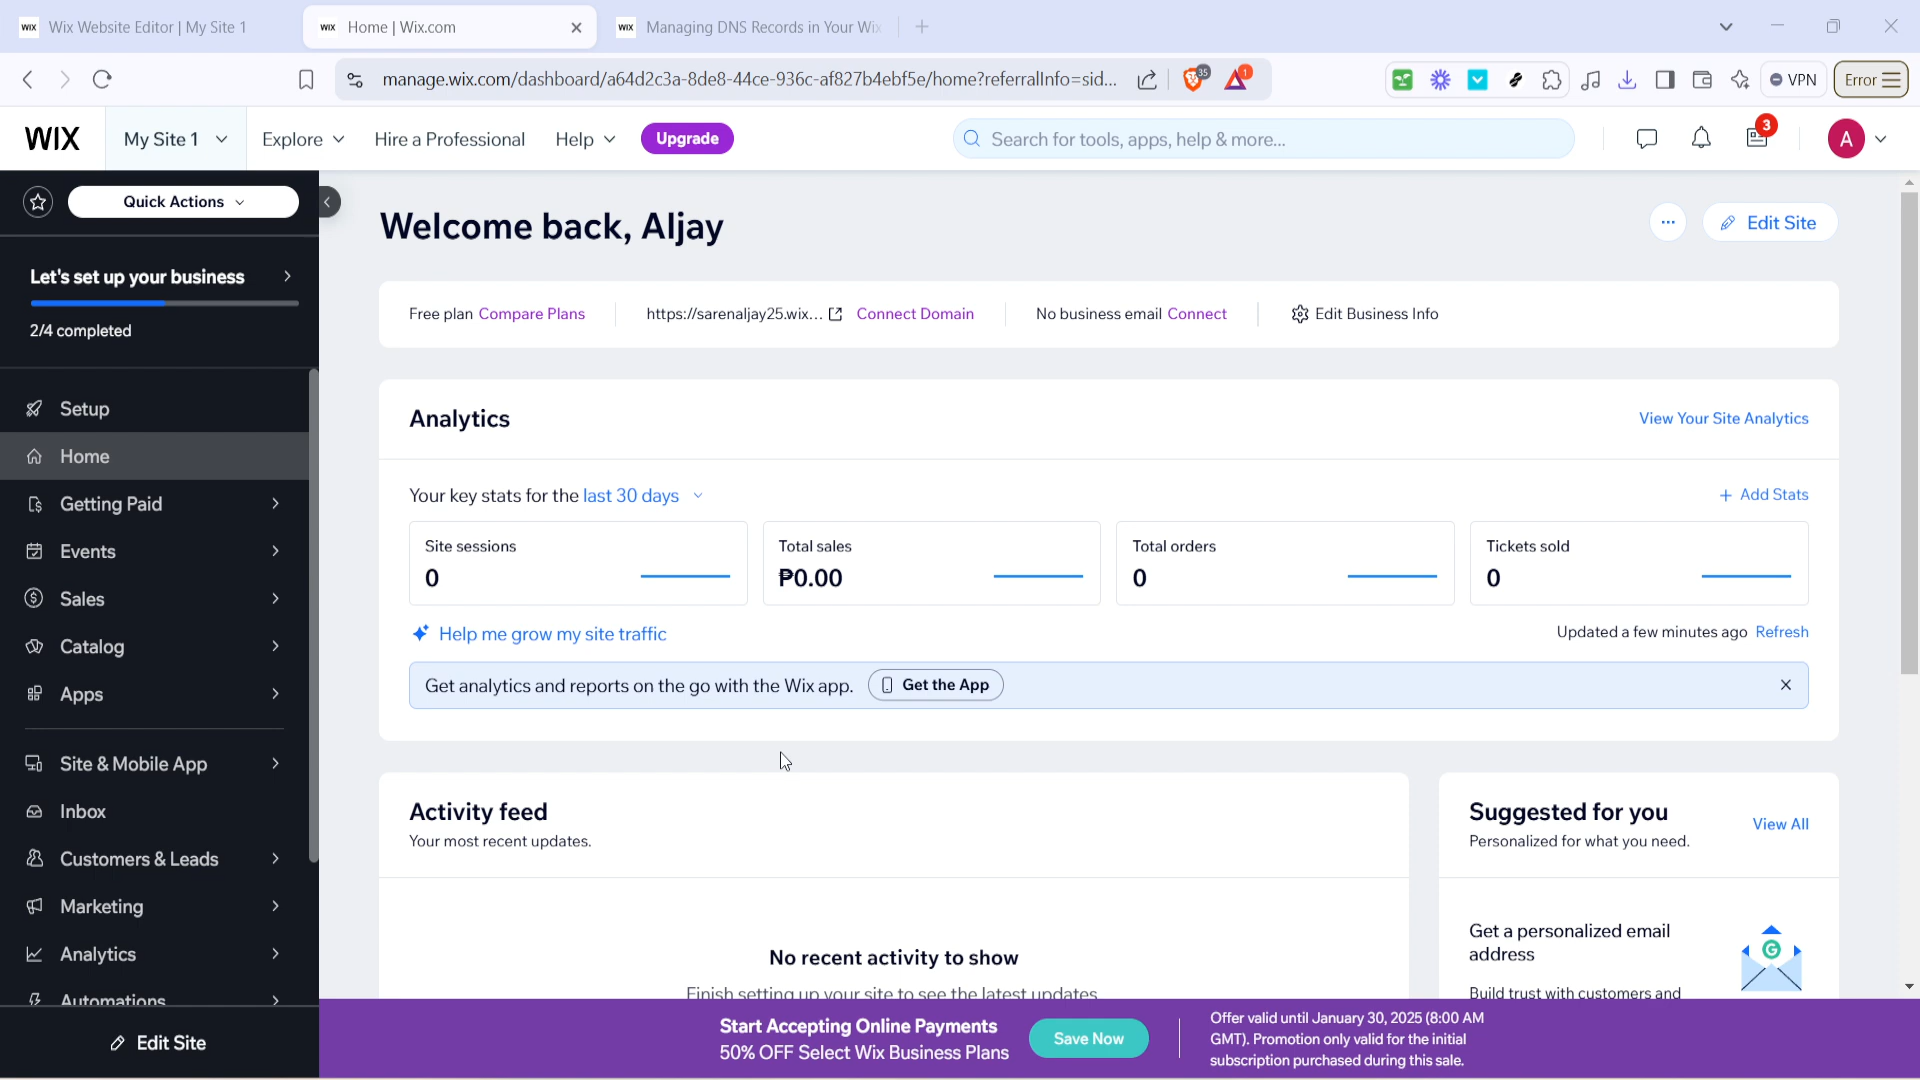 WIX Wix Website Editor | My Site 1
WIX Home | Wix.com
WIX Managing DNS Records in Your Wix
manage.wix.com/dashboard/a64d2c3a-8de8-44ce-936c-af827b4ebf5e/home?referralInfo=sid...
35
1
VPN
Error
WIX
My Site 1
Explore
Hire a Professional
Help
Upgrade
Search for tools, apps, help & more...
3
A
Quick Actions
Let's set up your business
2/4 completed
Setup
Home
Getting Paid
Events
Sales
Catalog
Apps
Site & Mobile App
Inbox
Customers & Leads
Marketing
Analytics
Automations
Edit Site
Welcome back, Aljay
Edit Site
Free plan Compare Plans
https://sarenaljay25.wix... Connect Domain
No business email Connect
Edit Business Info
Analytics
View Your Site Analytics
Your key stats for the last 30 days
+ Add Stats
Site sessions
0
Total sales
₱0.00
Total orders
0
Tickets sold
0
Help me grow my site traffic
Updated a few minutes ago Refresh
Get analytics and reports on the go with the Wix app.
Get the App
Activity feed
Your most recent updates.
No recent activity to show
Finish setting up your site to see the latest updates.
Suggested for you
Personalized for what you need.
View All
Get a personalized email
address
G
Build trust with customers and
Start Accepting Online Payments
50% OFF Select Wix Business Plans
Save Now
Offer valid until January 30, 2025 (8:00 AM
GMT). Promotion only valid for the initial
subscription purchased during this sale.